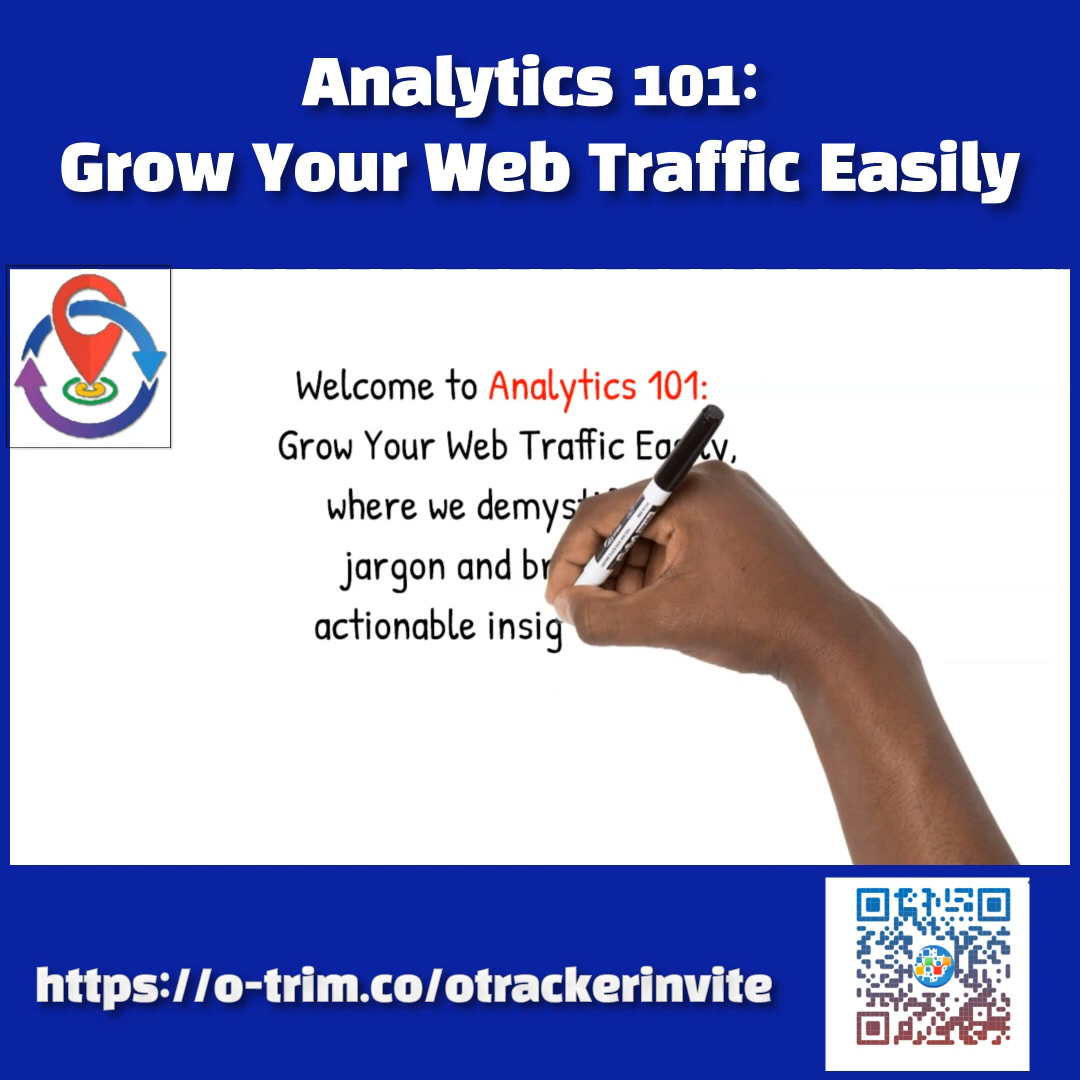 Analytics 101:
Grow Your Web Traffic Easily
Welcome to Analytics 101:
Grow Your Web Traffic
where we
jargon and
actionable
https://o-trim.co/otrackerinvite